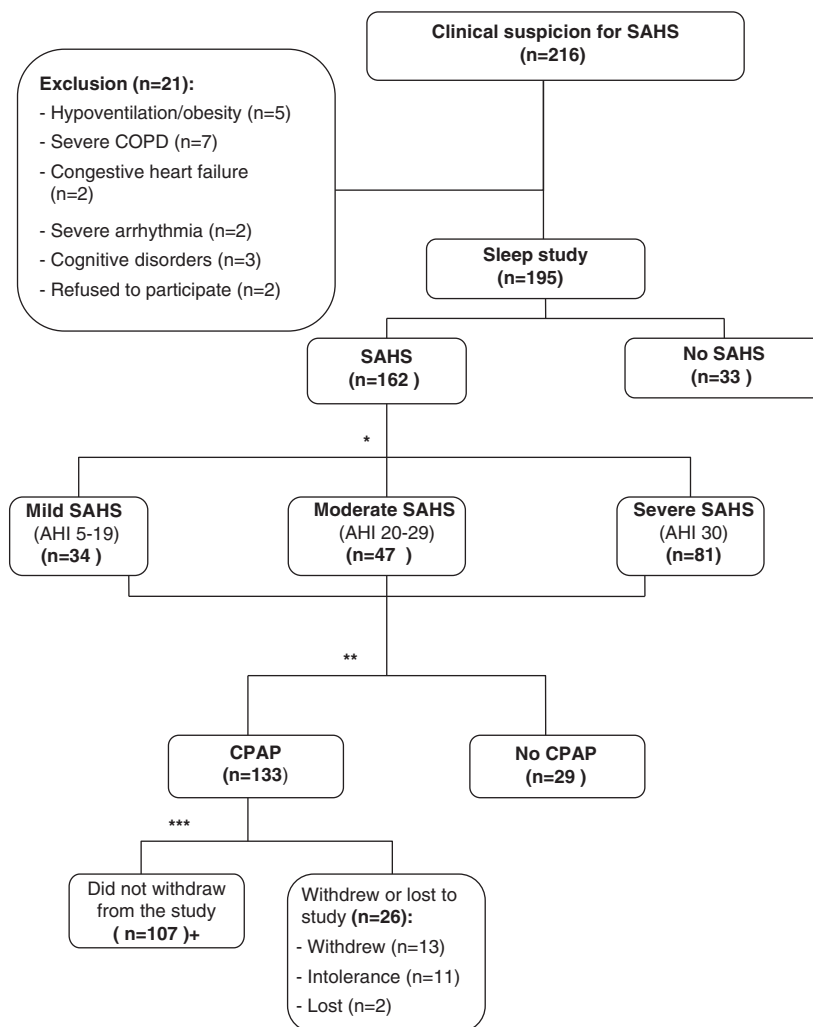 Clinical suspicion for SAHS
(n=216)
Exclusion (n=21):
- Hypoventilation/obesity (n=5)
- Severe COPD (n=7)
- Congestive heart failure
(n=2)
- Severe arrhythmia (n=2)
- Cognitive disorders (n=3)
- Refused to participate (n=2)
Sleep study
(n=195)
SAHS
(n=162 )
No SAHS
(n=33 )
*
Mild SAHS
(AHI 5-19)
(n=34 )
Moderate SAHS
(AHI 20-29)
(n=47 )
Severe SAHS
(AHI 30)
(n=81)
**
CPAP
(n=133)
No CPAP
(n=29 )
***
Did not withdraw
from the study
( n=107 )+
Withdrew or lost to
study (n=26):
- Withdrew (n=13)
- Intolerance (n=11)
- Lost (n=2)